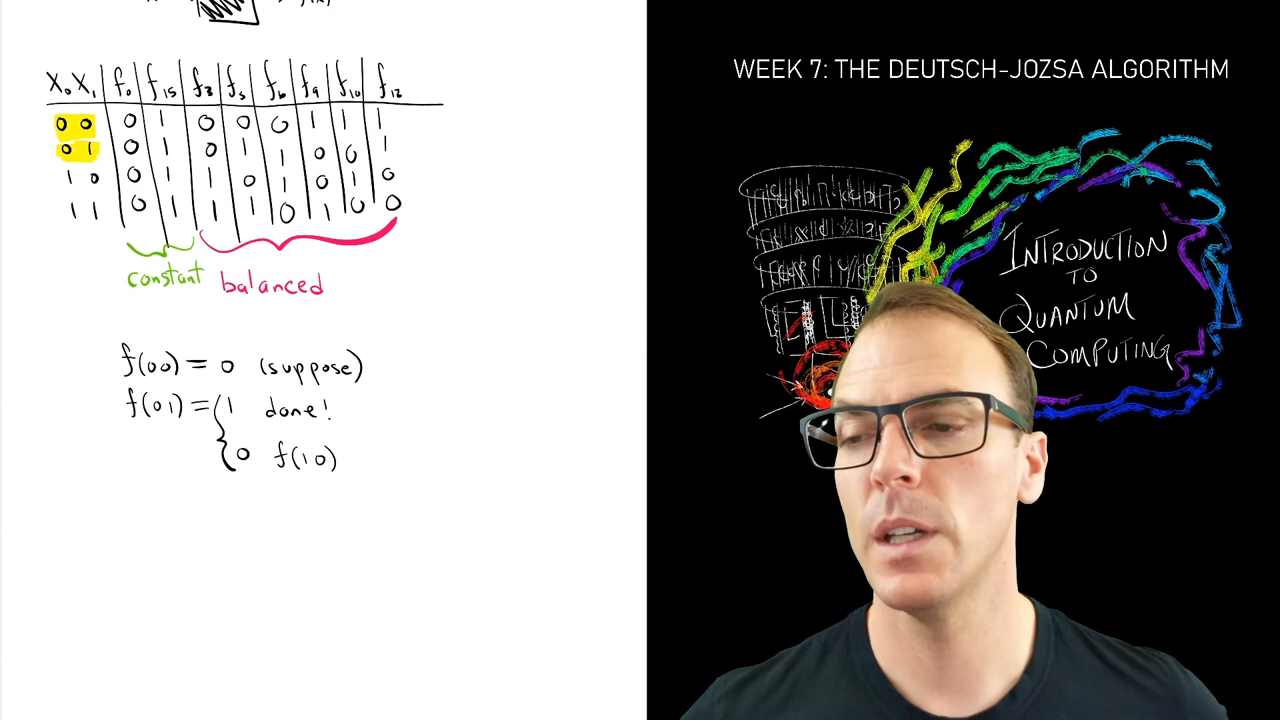 X₀ X₁ f₀ f₁₅ f₃ f₅ f₆ f₉ f₁₀ f₁₂
0 0 0 1 0 0 0 1 1 1
0 1 0 1 0 1 1 0 0 1
1 0 0 1 1 0 1 0 1 0
1 1 0 1 1 1 0 1 0 0
constant balanced
f(00) = 0 (suppose)
f(01) = { 1 done!
0 f(10)
WEEK 7: THE DEUTSCH-JOZSA ALGORITHM
INTRODUCTION
TO
QUANTUM
COMPUTING